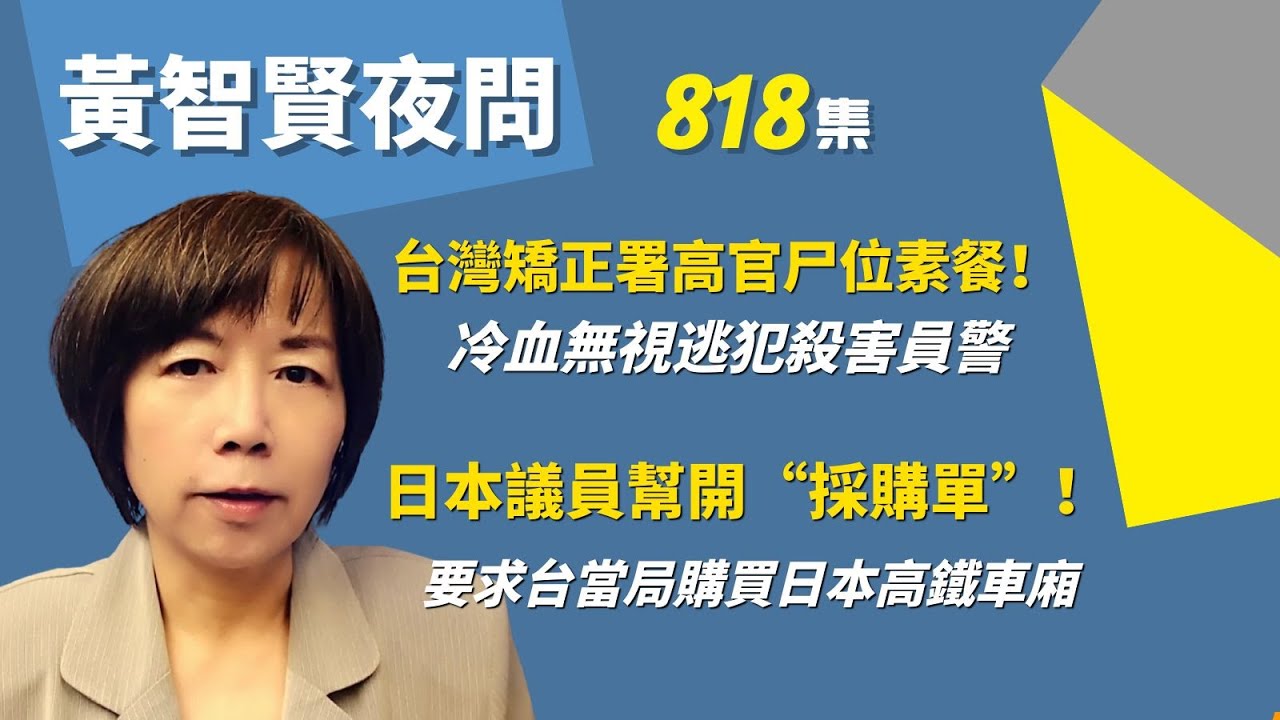 黃智賢夜問
818集
台灣矯正署高官尸位素餐！
冷血無視逃犯殺害員警
日本議員幫開“採購單”！
要求台當局購買日本高鐵車廂